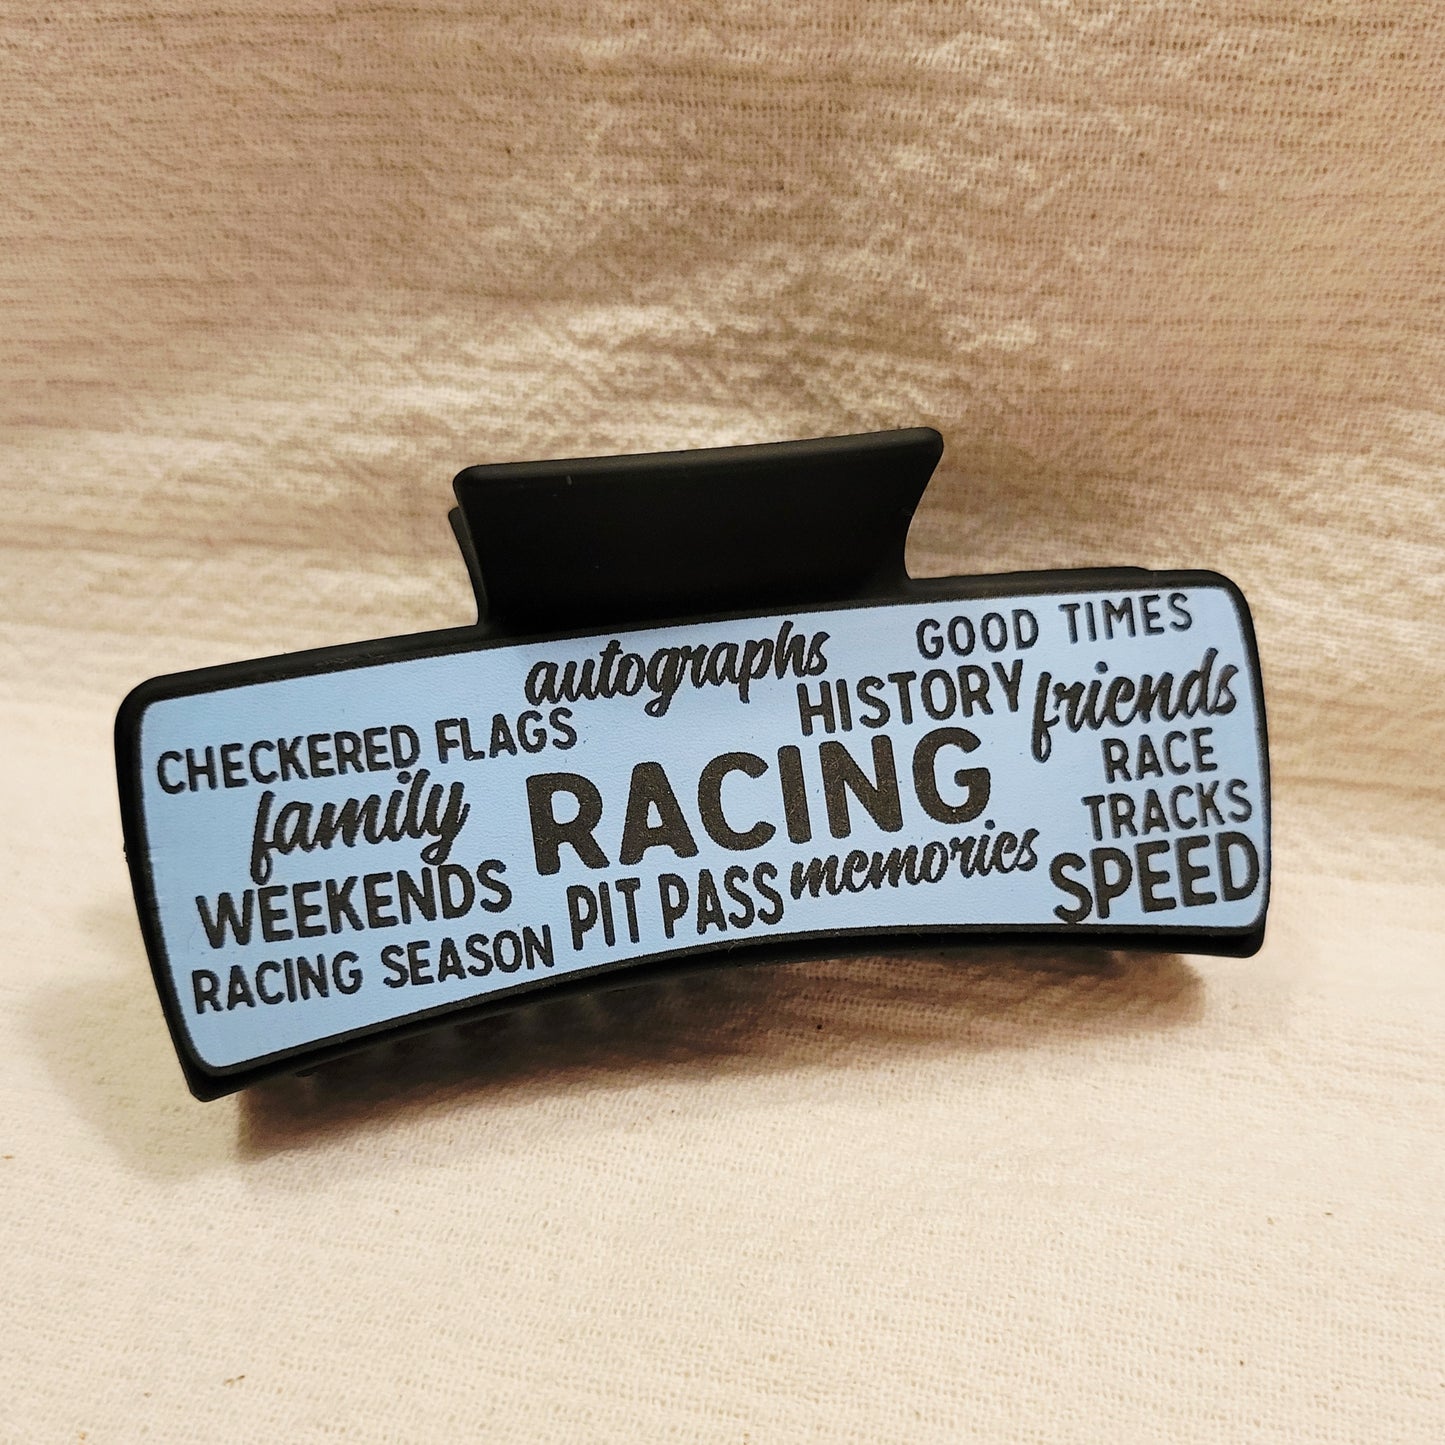 autographs
GOOD TIMES
CHECKERED FLAGS
HISTORY
friends
family
RACING
RACE
TRACKS
WEEKENDS
PIT PASS
memories
SPEED
RACING SEASON